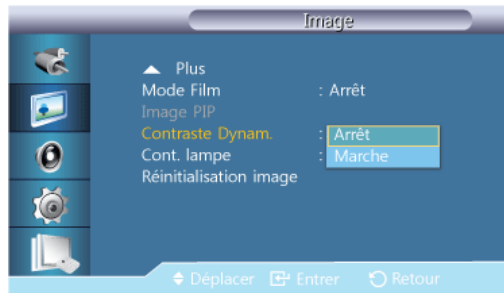 Image
Plus
Mode Film : Arrêt
Image PIP
Contraste Dynam. : Arrêt
Cont. lampe : Marche
Réinitialisation image
Déplacer Entrer Retour